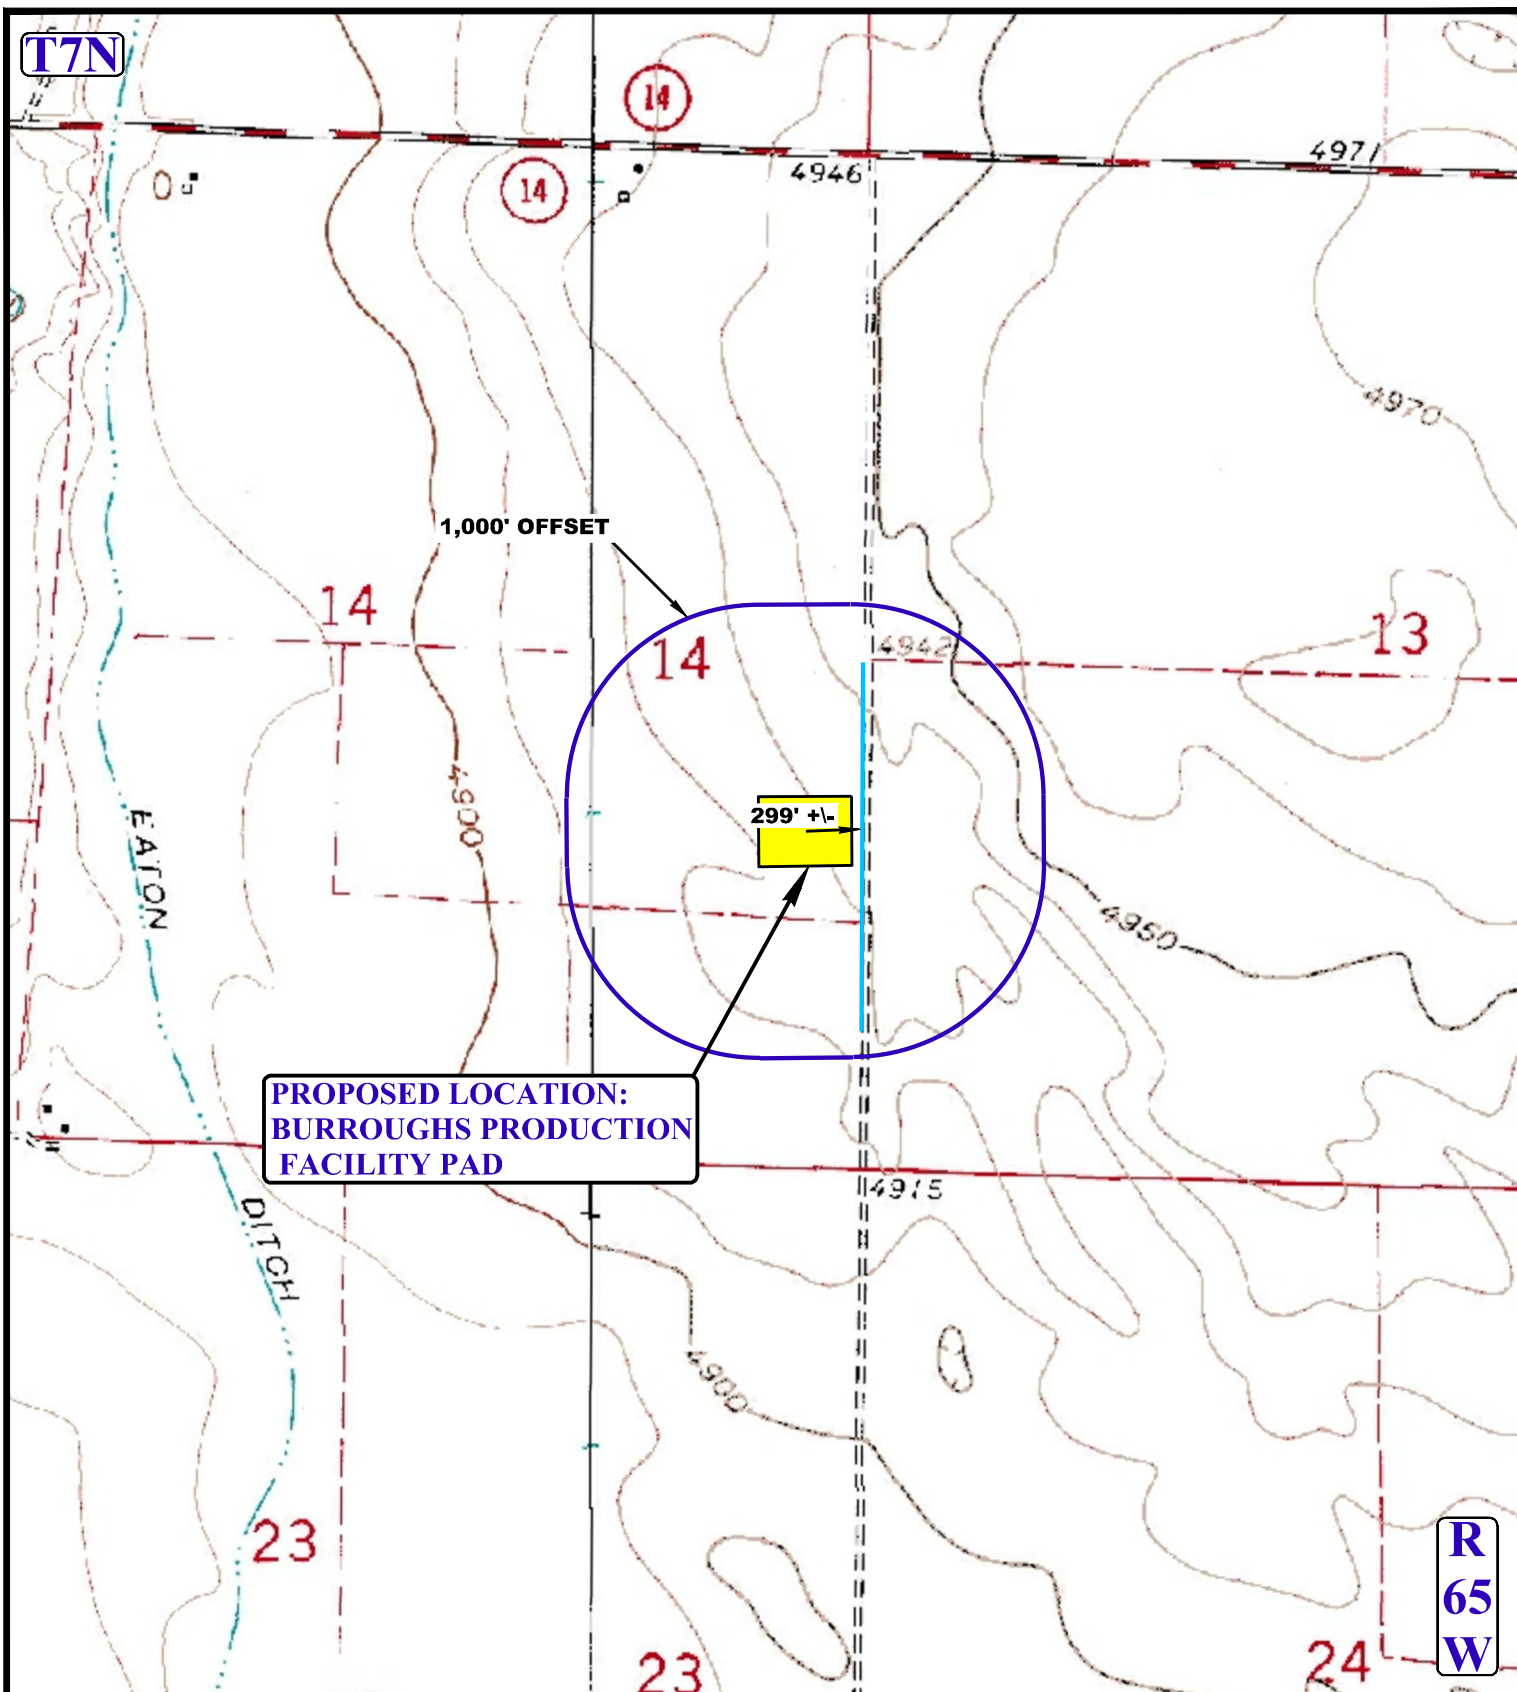 T7N
14
14
4946
4971
4970
1,000' OFFSET
14
14
4942
13
4900
299' +\-
EATON
4950
PROPOSED LOCATION:
BURROUGHS PRODUCTION
FACILITY PAD
4915
DITCH
4900
23
23
24
R
65
W